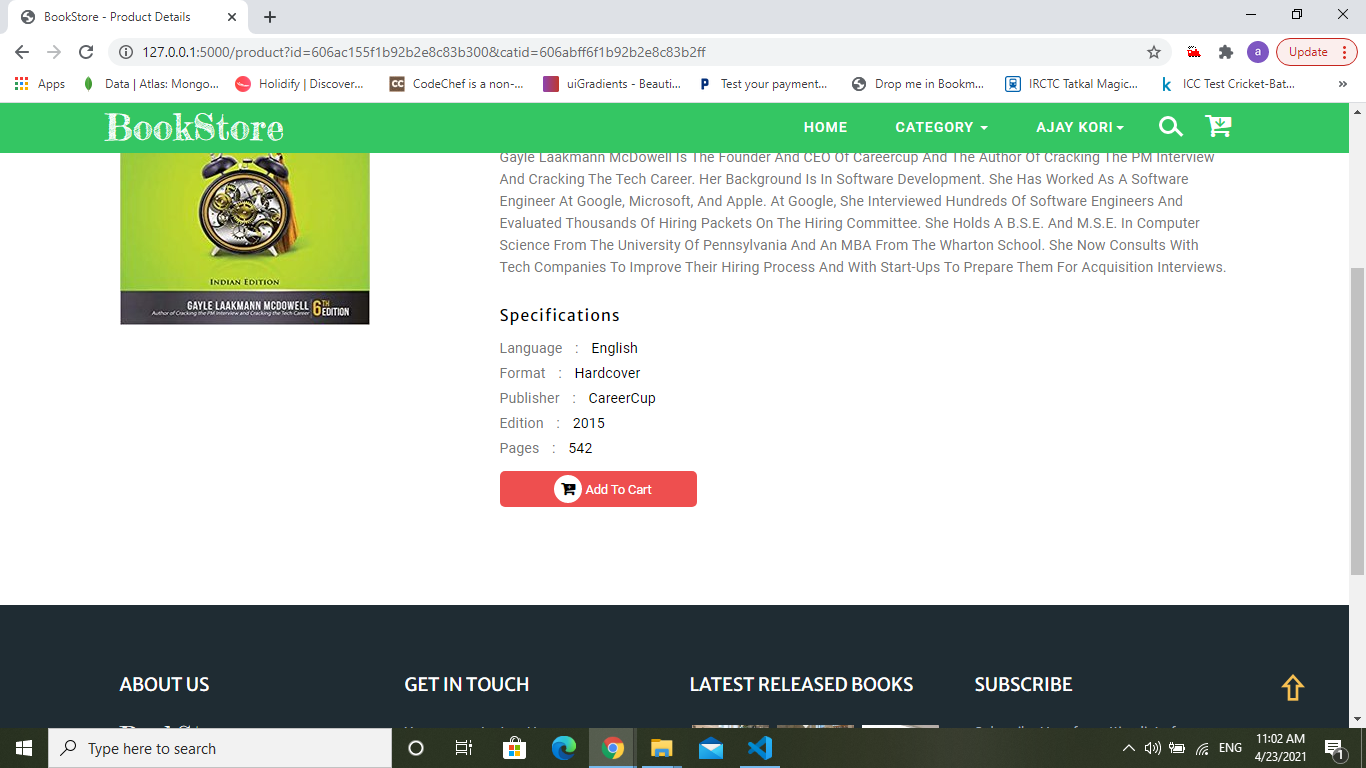 BookStore - Product Details
127.0.0.1:5000/product?id=606ac155f1b92b2e8c83b300&catid=606abff6f1b92b2e8c83b2ff
a
Update
Apps
Data | Atlas: Mongo...
Holidify | Discover...
CC
CodeChef is a non-...
uiGradients - Beauti...
P
Test your payment...
Drop me in Bookm...
IRCTC Tatkal Magic...
k
ICC Test Cricket-Bat...
»
BookStore
HOME
CATEGORY
AJAY KORI
Gayle Laakmann McDowell Is The Founder And CEO Of Careercup And The Author Of Cracking The PM Interview
And Cracking The Tech Career. Her Background Is In Software Development. She Has Worked As A Software
Engineer At Google, Microsoft, And Apple. At Google, She Interviewed Hundreds Of Software Engineers And
Evaluated Thousands Of Hiring Packets On The Hiring Committee. She Holds A B.S.E. And M.S.E. In Computer
Science From The University Of Pennsylvania And An MBA From The Wharton School. She Now Consults With
Tech Companies To Improve Their Hiring Process And With Start-Ups To Prepare Them For Acquisition Interviews.
INDIAN EDITION
GAYLE LAAKMANN MCDOWELL
Author of Cracking the PM Interview and Cracking the Tech Career
6TH EDITION
Specifications
Language : English
Format : Hardcover
Publisher : CareerCup
Edition : 2015
Pages : 542
Add To Cart
ABOUT US
GET IN TOUCH
LATEST RELEASED BOOKS
SUBSCRIBE
Type here to search
ENG
11:02 AM
4/23/2021
1